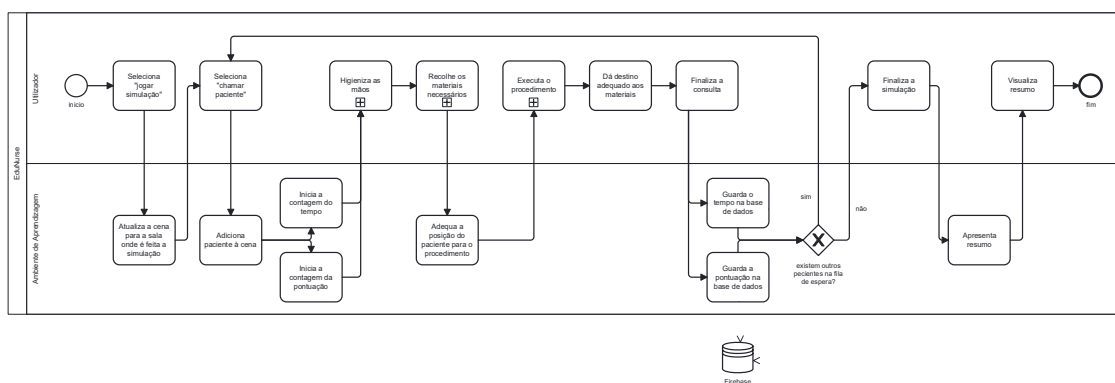 EduNurse
Utilizador
início
Seleciona
"jogar
simulação"
Seleciona
"chamar
paciente"
Higieniza as
mãos
Recolhe os
materiais
necessários
Executa o
procedimento
Dá destino
adequado aos
materiais
Finaliza a
consulta
Finaliza a
simulação
Visualiza
resumo
fim
Ambiente de Aprendizagem
Atualiza a cena
para a sala
onde é feita a
simulação
Adiciona
paciente à cena
Inicia a
contagem do
tempo
Inicia a
contagem da
pontuação
Adequa a
posição do
paciente para o
procedimento
Guarda o
tempo na base
de dados
Guarda a
pontuação na
base de dados
sim
não
existem outros
pecientes na fila
de espera?
Apresenta
resumo
Firebase